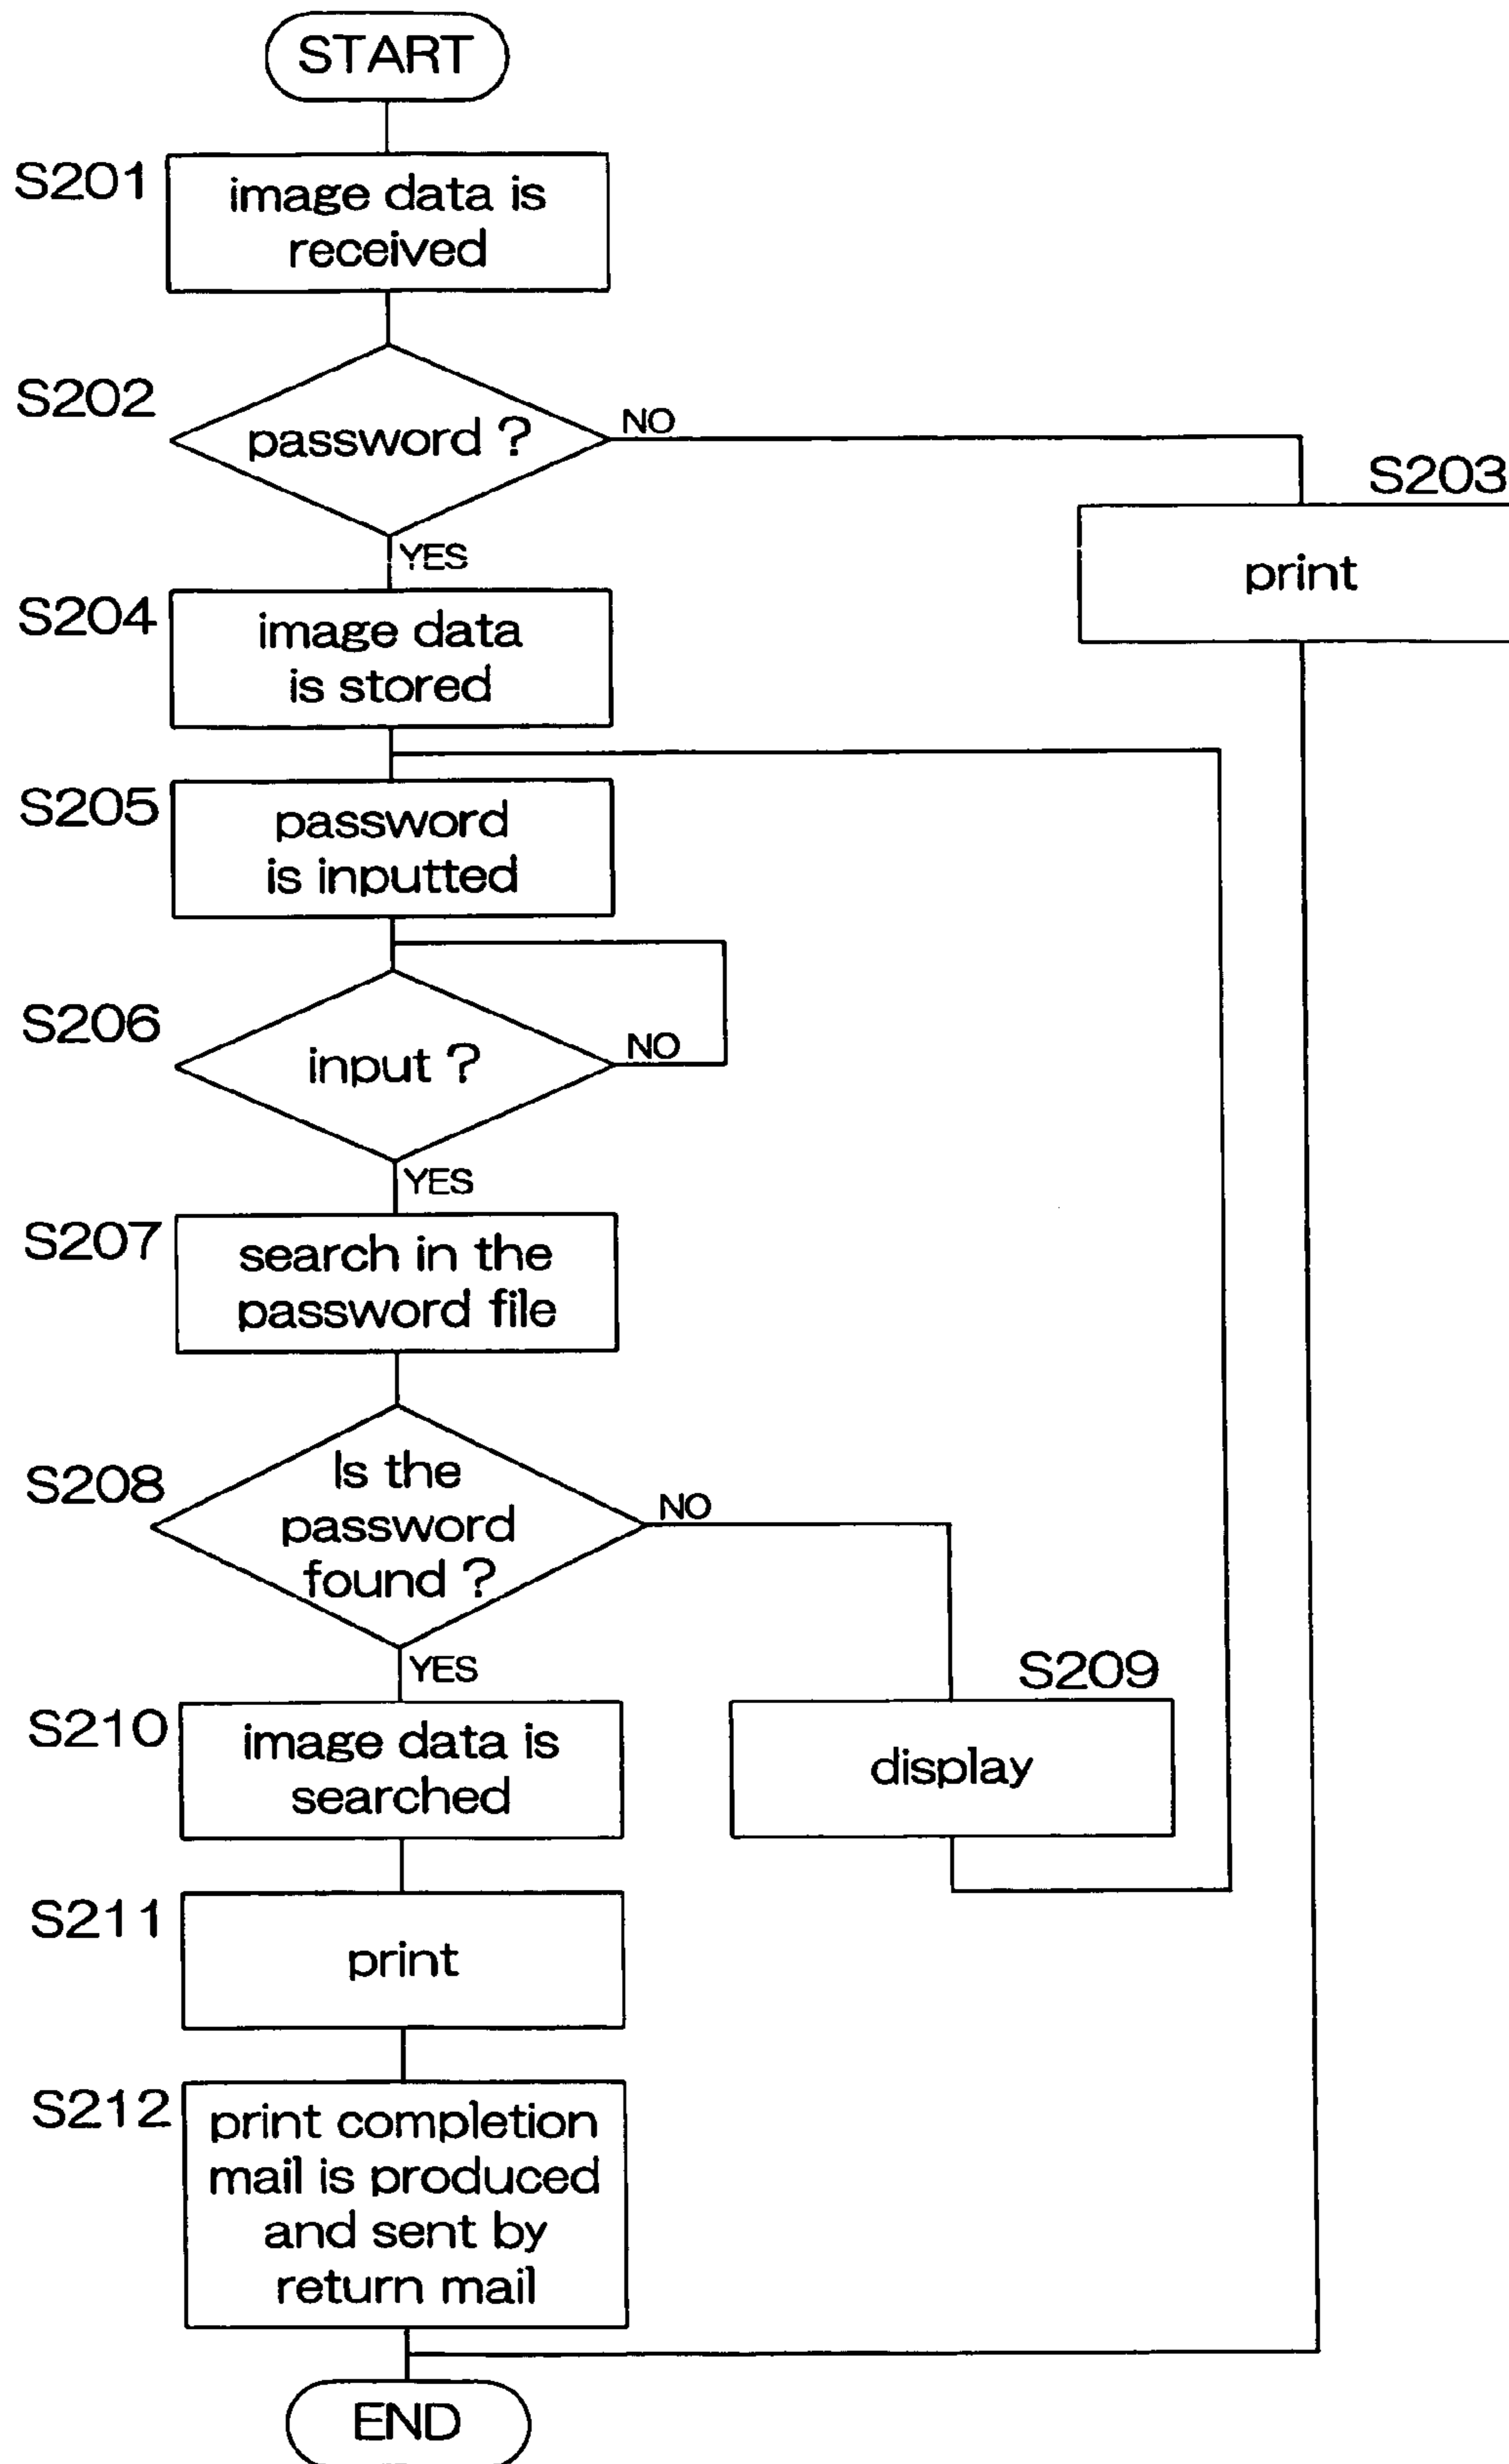 START
S201
image data is
received
S202
password ?
NO
S203
print
YES
S204
image data
is stored
S205
password
is inputted
S206
input ?
NO
YES
S207
search in the
password file
S208
Is the
password
found ?
NO
YES
S209
display
S210
image data is
searched
S211
print
S212
print completion
mail is produced
and sent by
return mail
END